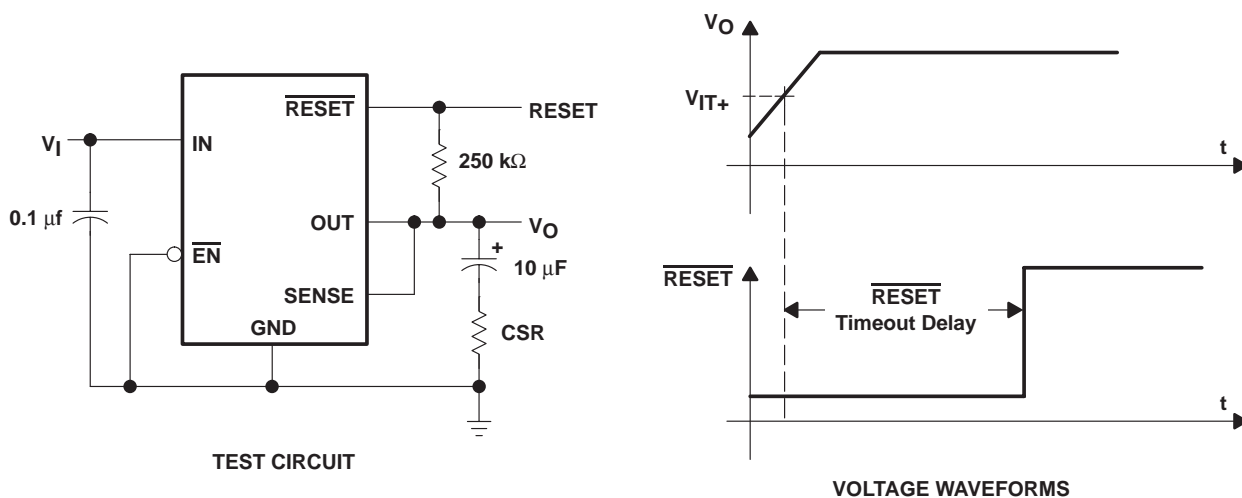 V_I
0.1 μf
IN
EN̅
RESET̅
OUT
SENSE
GND
RESET
250 kΩ
V_O
+
10 μF
CSR
TEST CIRCUIT
V_O
V_IT+
t
RESET̅
RESET̅
Timeout Delay
t
VOLTAGE WAVEFORMS